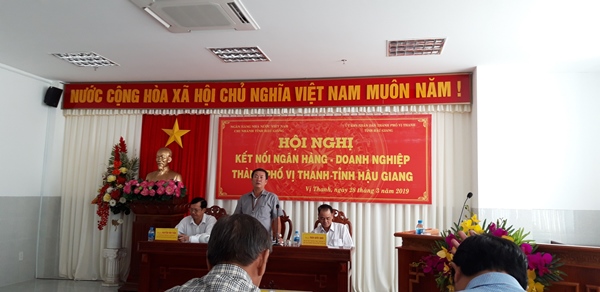 NƯỚC CỘNG HÒA XÃ HỘI CHỦ NGHĨA VIỆT NAM MUÔN NĂM !
HỘI NGHỊ
KẾT NỐI NGÂN HÀNG - DOANH NGHIỆP
THÀNH PHỐ VỊ THANH-TỈNH HẬU GIANG
Vị Thanh, ngày 28 tháng 3 năm 2019